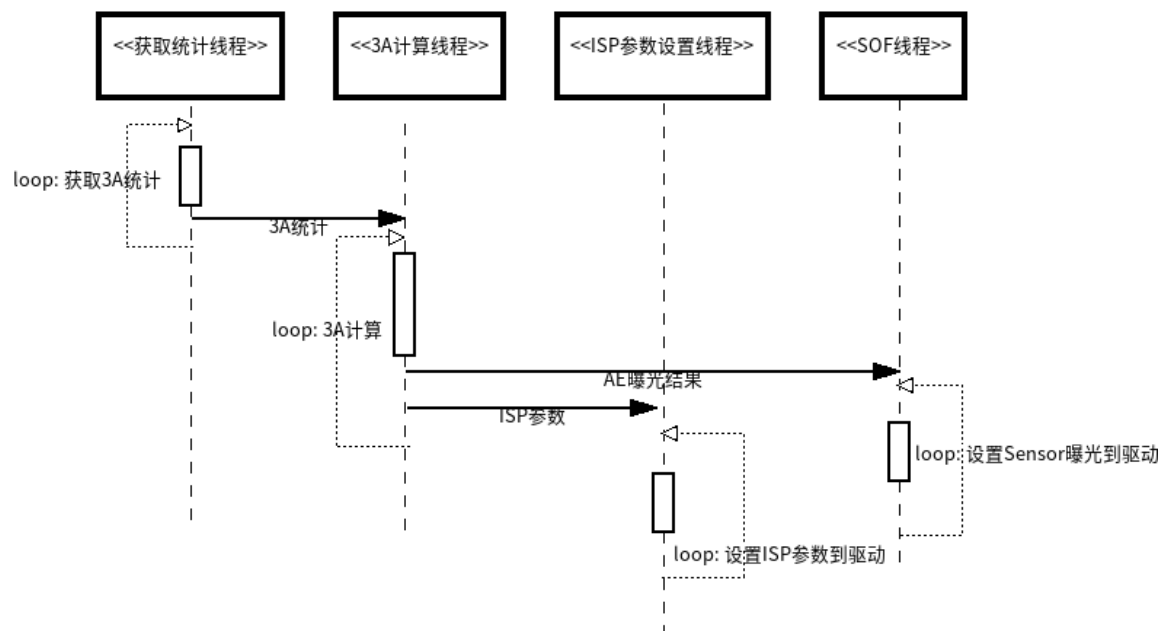 <<获取统计线程>>
<<3A计算线程>>
<<ISP参数设置线程>>
<<SOF线程>>
loop: 获取3A统计
3A统计
loop: 3A计算
AE曝光结果
ISP参数
loop: 设置Sensor曝光到驱动
loop: 设置ISP参数到驱动